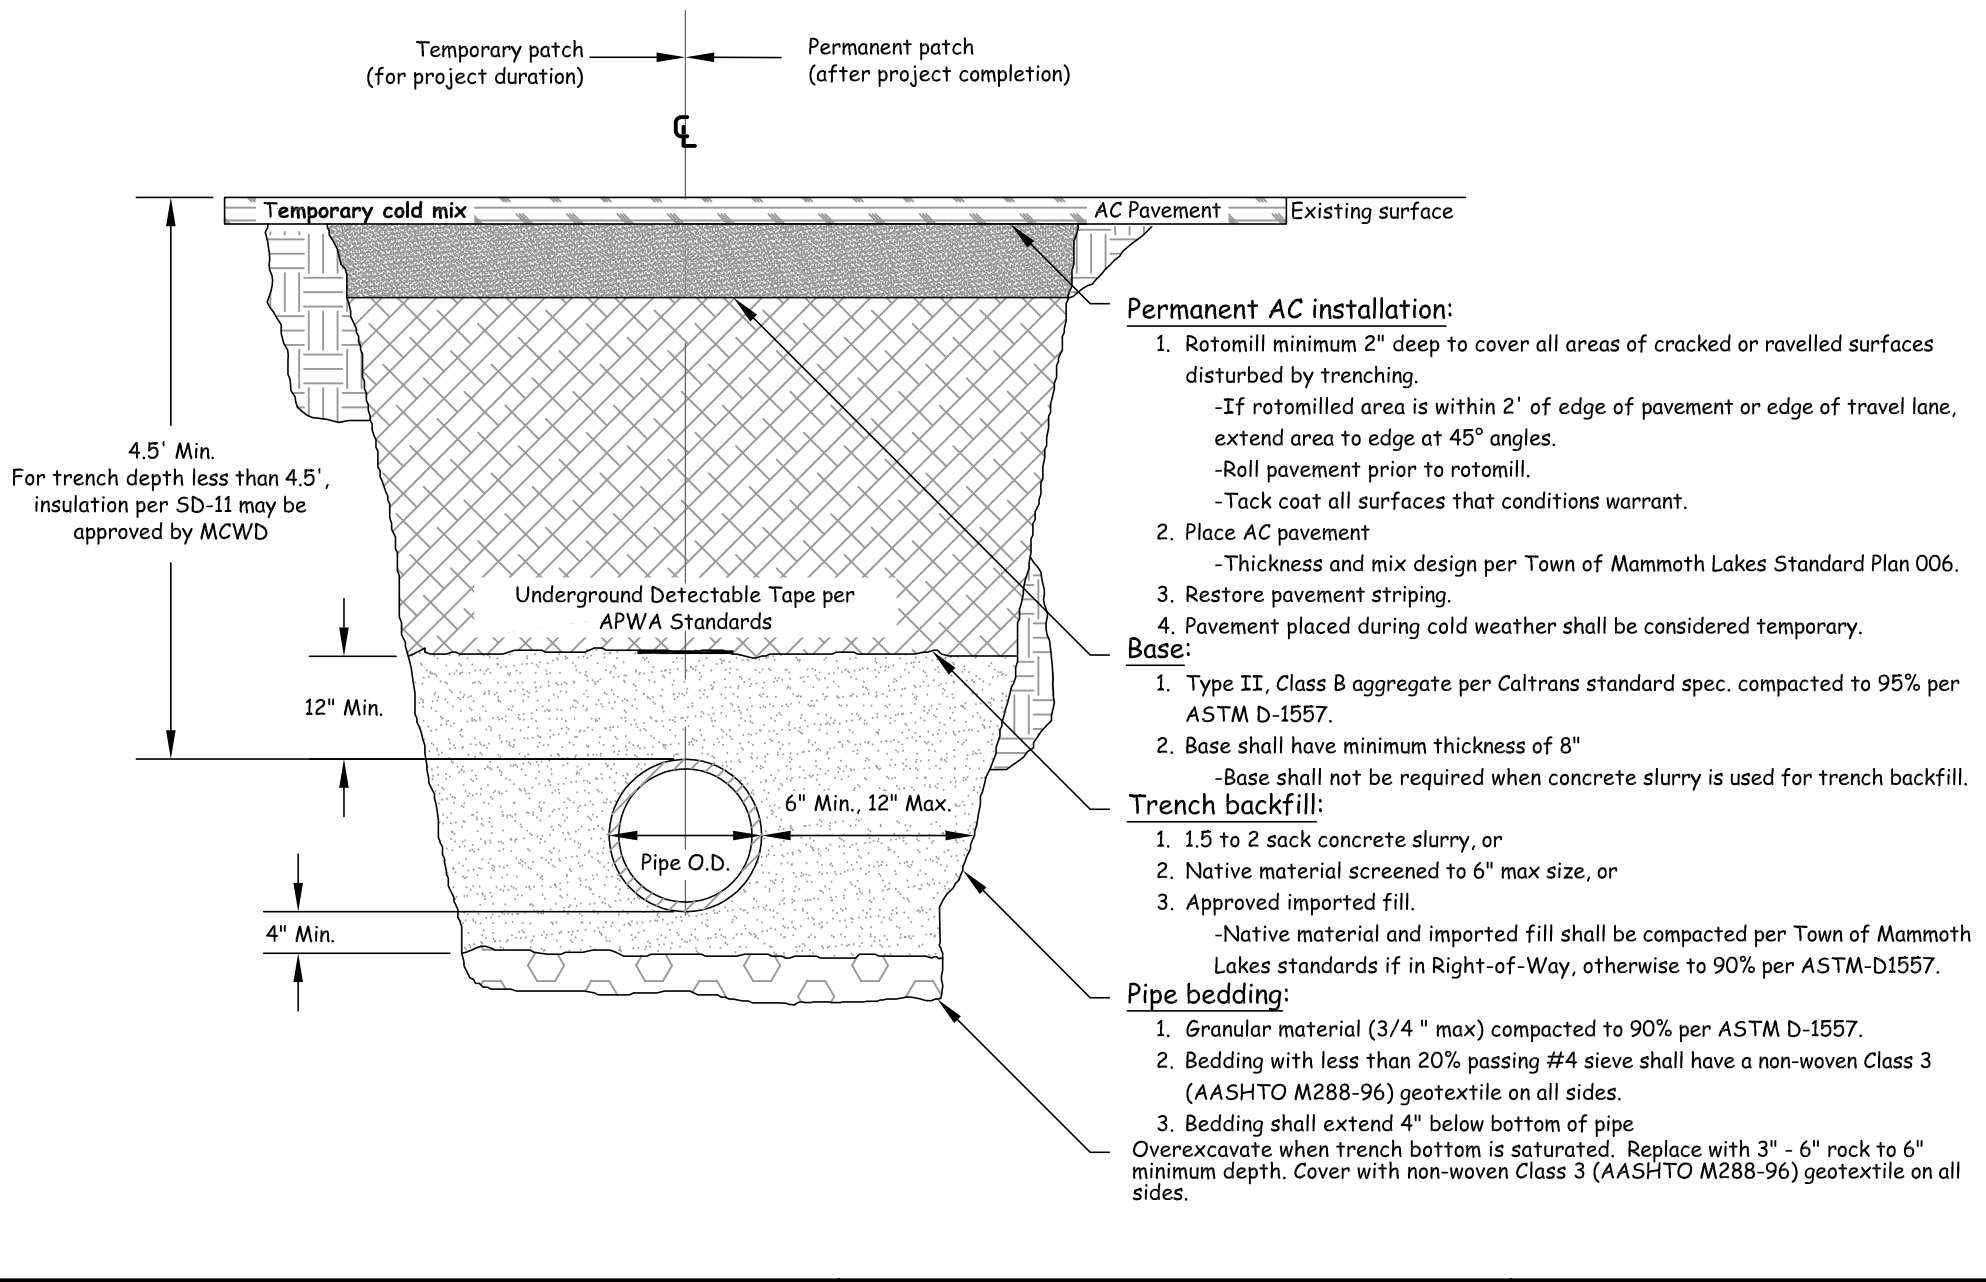 Temporary patch
(for project duration)
Permanent patch
(after project completion)
℄
Temporary cold mix
AC Pavement
Existing surface
4.5' Min.
For trench depth less than 4.5',
insulation per SD-11 may be
approved by MCWD
Underground Detectable Tape per
APWA Standards
12" Min.
6" Min., 12" Max.
Pipe O.D.
4" Min.
Permanent AC installation:
1. Rotomill minimum 2" deep to cover all areas of cracked or ravelled surfaces
disturbed by trenching.
-If rotomilled area is within 2' of edge of pavement or edge of travel lane,
extend area to edge at 45° angles.
-Roll pavement prior to rotomill.
-Tack coat all surfaces that conditions warrant.
2. Place AC pavement
-Thickness and mix design per Town of Mammoth Lakes Standard Plan 006.
3. Restore pavement striping.
4. Pavement placed during cold weather shall be considered temporary.
Base:
1. Type II, Class B aggregate per Caltrans standard spec. compacted to 95% per
ASTM D-1557.
2. Base shall have minimum thickness of 8"
-Base shall not be required when concrete slurry is used for trench backfill.
Trench backfill:
1. 1.5 to 2 sack concrete slurry, or
2. Native material screened to 6" max size, or
3. Approved imported fill.
-Native material and imported fill shall be compacted per Town of Mammoth
Lakes standards if in Right-of-Way, otherwise to 90% per ASTM-D1557.
Pipe bedding:
1. Granular material (3/4 " max) compacted to 90% per ASTM D-1557.
2. Bedding with less than 20% passing #4 sieve shall have a non-woven Class 3
(AASHTO M288-96) geotextile on all sides.
3. Bedding shall extend 4" below bottom of pipe
Overexcavate when trench bottom is saturated. Replace with 3" - 6" rock to 6"
minimum depth. Cover with non-woven Class 3 (AASHTO M288-96) geotextile on all
sides.